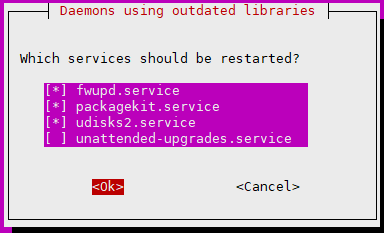 Daemons using outdated libraries
Which services should be restarted?
[*] fwupd.service
[*] packagekit.service
[*] udisks2.service
[ ] unattended-upgrades.service
<Ok> <Cancel>